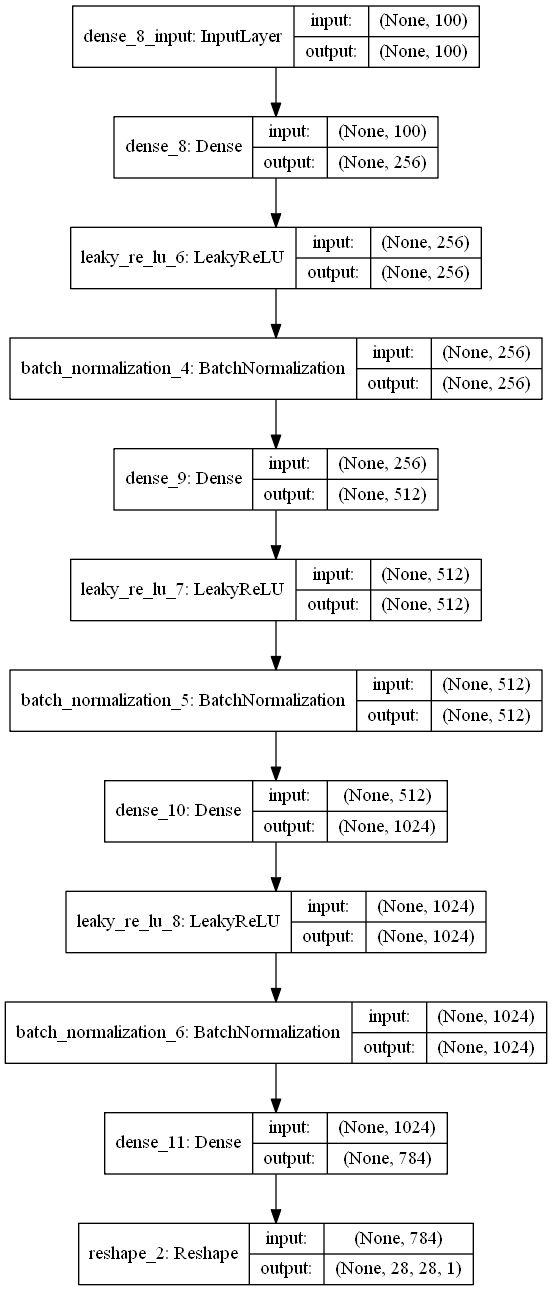 dense_8_input: InputLayer
input: (None, 100)
output: (None, 100)
dense_8: Dense
input: (None, 100)
output: (None, 256)
leaky_re_lu_6: LeakyReLU
input: (None, 256)
output: (None, 256)
batch_normalization_4: BatchNormalization
input: (None, 256)
output: (None, 256)
dense_9: Dense
input: (None, 256)
output: (None, 512)
leaky_re_lu_7: LeakyReLU
input: (None, 512)
output: (None, 512)
batch_normalization_5: BatchNormalization
input: (None, 512)
output: (None, 512)
dense_10: Dense
input: (None, 512)
output: (None, 1024)
leaky_re_lu_8: LeakyReLU
input: (None, 1024)
output: (None, 1024)
batch_normalization_6: BatchNormalization
input: (None, 1024)
output: (None, 1024)
dense_11: Dense
input: (None, 1024)
output: (None, 784)
reshape_2: Reshape
input: (None, 784)
output: (None, 28, 28, 1)